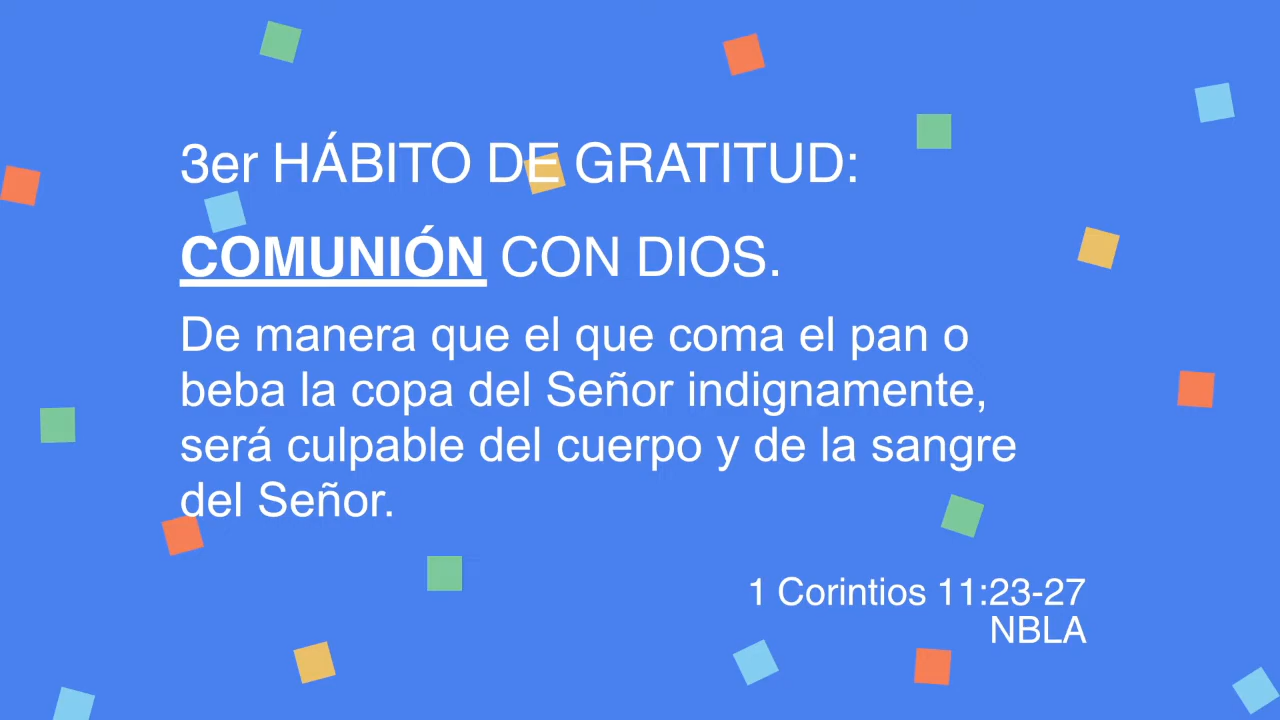 3er HÁBITO DE GRATITUD:
COMUNIÓN CON DIOS.
De manera que el que coma el pan o
beba la copa del Señor indignamente,
será culpable del cuerpo y de la sangre
del Señor.
1 Corintios 11:23-27
NBLA